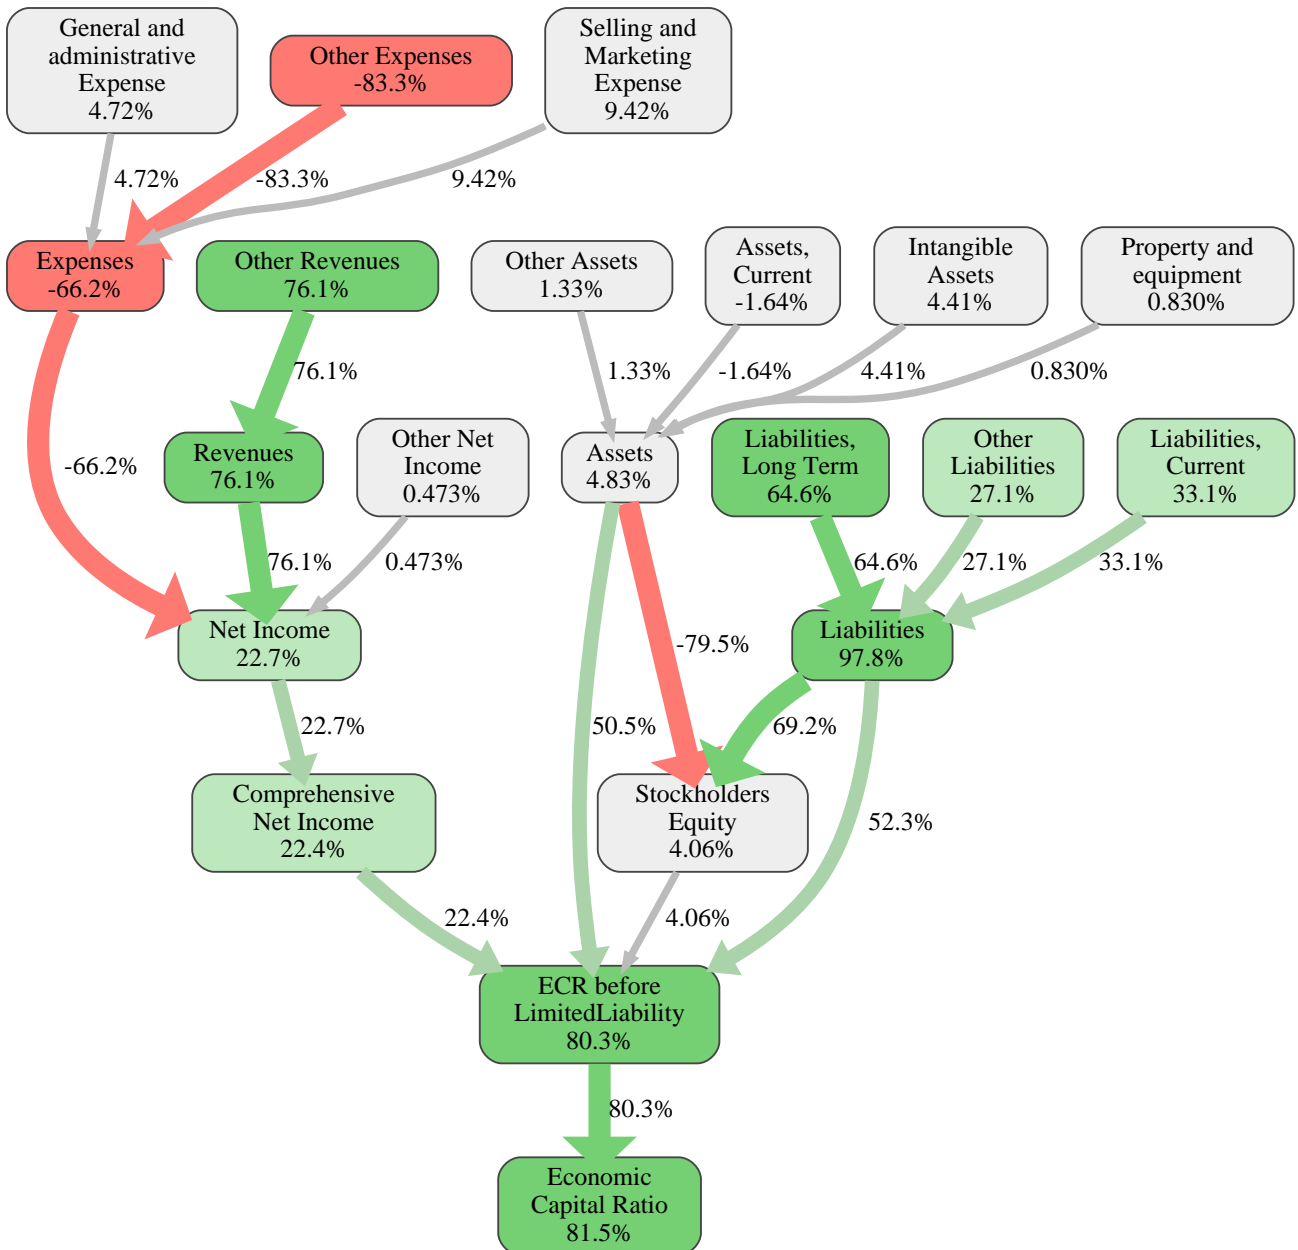 General and
administrative
Expense
4.72%
Other Expenses
-83.3%
Selling and
Marketing
Expense
9.42%
4.72%
-83.3%
9.42%
Expenses
-66.2%
Other Revenues
76.1%
Other Assets
1.33%
Assets,
Current
-1.64%
Intangible
Assets
4.41%
Property and
equipment
0.830%
76.1%
1.33%
-1.64%
4.41%
0.830%
-66.2%
Revenues
76.1%
Other Net
Income
0.473%
Assets
4.83%
Liabilities,
Long Term
64.6%
Other
Liabilities
27.1%
Liabilities,
Current
33.1%
76.1%
0.473%
64.6%
27.1%
33.1%
Net Income
22.7%
-79.5%
Liabilities
97.8%
22.7%
50.5%
69.2%
Comprehensive
Net Income
22.4%
Stockholders
Equity
4.06%
52.3%
22.4%
4.06%
ECR before
LimitedLiability
80.3%
80.3%
Economic
Capital Ratio
81.5%